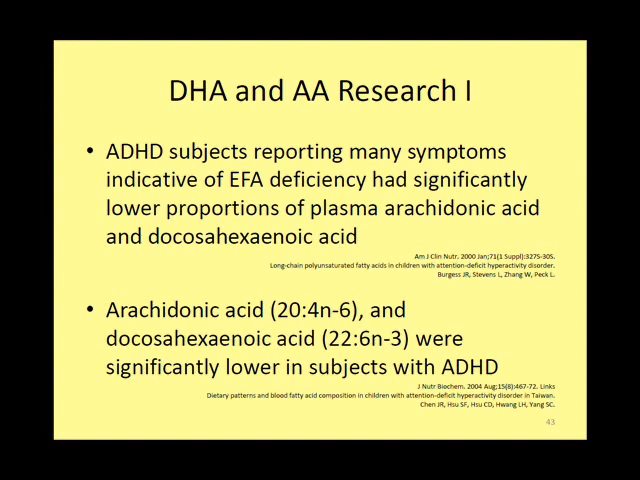 DHA and AA Research I
• ADHD subjects reporting many symptoms
indicative of EFA deficiency had significantly
lower proportions of plasma arachidonic acid
and docosahexaenoic acid
Am J Clin Nutr. 2000 Jan;71(1 Suppl):327S-30S.
Long-chain polyunsaturated fatty acids in children with attention-deficit hyperactivity disorder.
Burgess JR, Stevens L, Zhang W, Peck L.
• Arachidonic acid (20:4n-6), and
docosahexaenoic acid (22:6n-3) were
significantly lower in subjects with ADHD
J Nutr Biochem. 2004 Aug;15(8):467-72. Links
Dietary patterns and blood fatty acid composition in children with attention-deficit hyperactivity disorder in Taiwan.
Chen JR, Hsu SF, Hsu CD, Hwang LH, Yang SC.
43